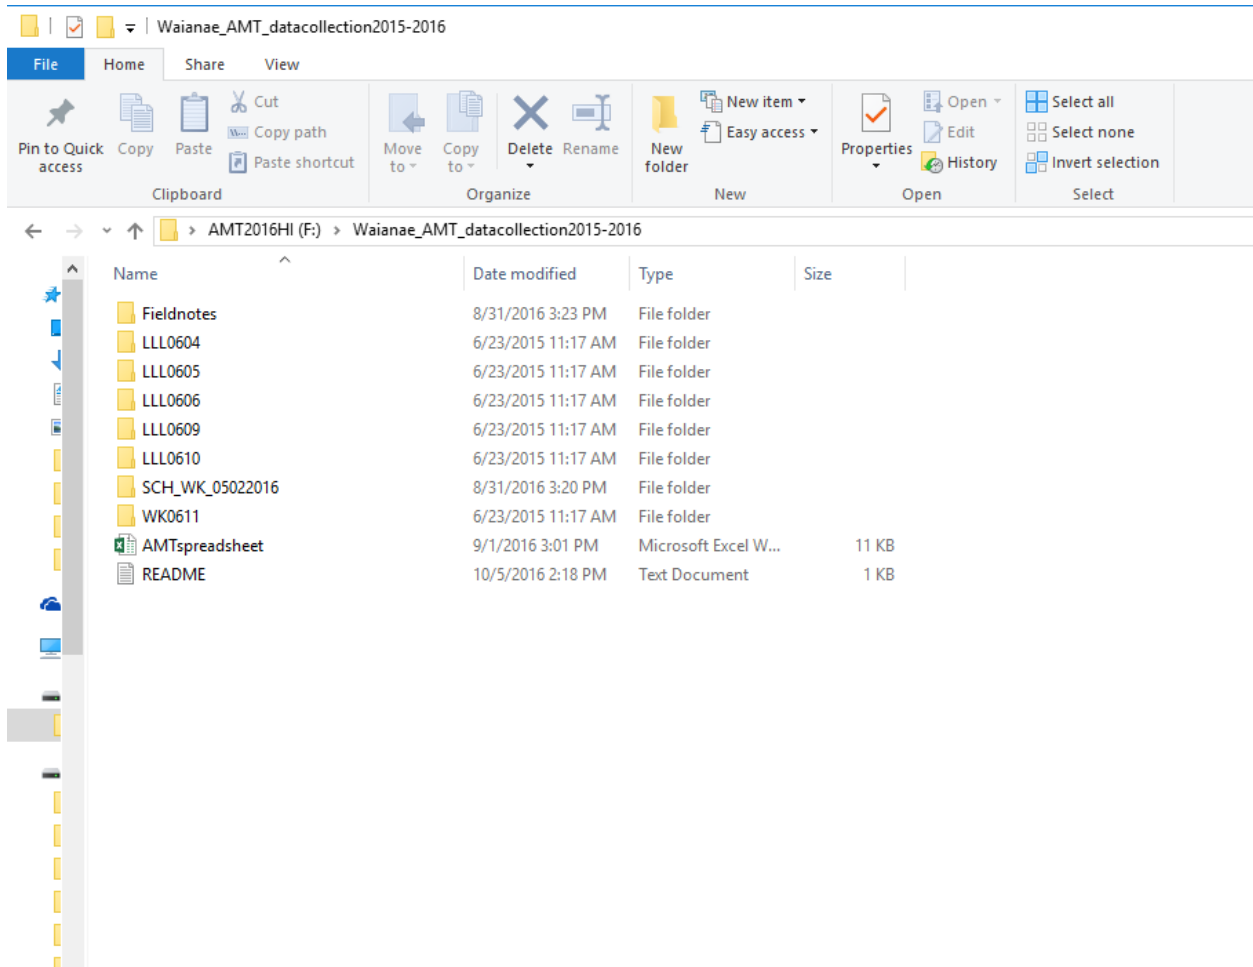 Waianae_AMT_datacollection2015-2016
File Home Share View
Pin to Quick access
Copy
Paste
Cut
Copy path
Paste shortcut
Clipboard
Move to
Copy to
Delete
Rename
Organize
New folder
New item
Easy access
New
Properties
Open
Edit
History
Open
Select all
Select none
Invert selection
Select
AMT2016HI (F:) > Waianae_AMT_datacollection2015-2016
Name Date modified Type Size
Fieldnotes 8/31/2016 3:23 PM File folder
LLL0604 6/23/2015 11:17 AM File folder
LLL0605 6/23/2015 11:17 AM File folder
LLL0606 6/23/2015 11:17 AM File folder
LLL0609 6/23/2015 11:17 AM File folder
LLL0610 6/23/2015 11:17 AM File folder
SCH_WK_05022016 8/31/2016 3:20 PM File folder
WK0611 6/23/2015 11:17 AM File folder
AMTspreadsheet 9/1/2016 3:01 PM Microsoft Excel W... 11 KB
README 10/5/2016 2:18 PM Text Document 1 KB